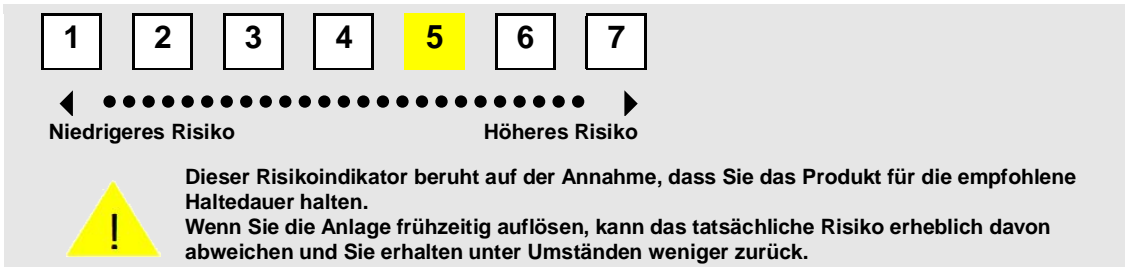 1 2 3 4 5 6 7
Niedrigeres Risiko Höheres Risiko
Dieser Risikoindikator beruht auf der Annahme, dass Sie das Produkt für die empfohlene
Haltedauer halten.
Wenn Sie die Anlage frühzeitig auflösen, kann das tatsächliche Risiko erheblich davon
abweichen und Sie erhalten unter Umständen weniger zurück.
!